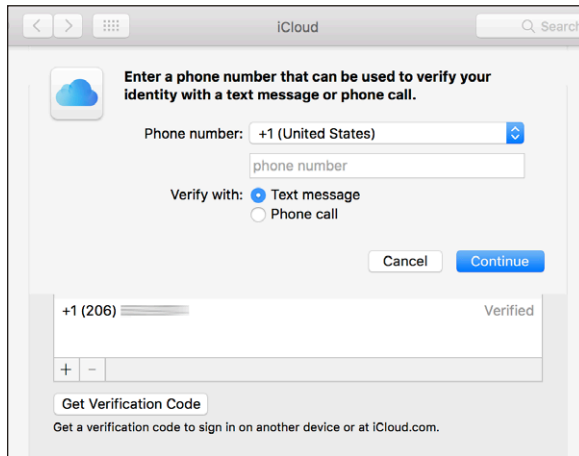 iCloud
Search
Enter a phone number that can be used to verify your
identity with a text message or phone call.
Phone number: +1 (United States)
phone number
Verify with: Text message
Phone call
Cancel Continue
+1 (206) Verified
+ −
Get Verification Code
Get a verification code to sign in on another device or at iCloud.com.